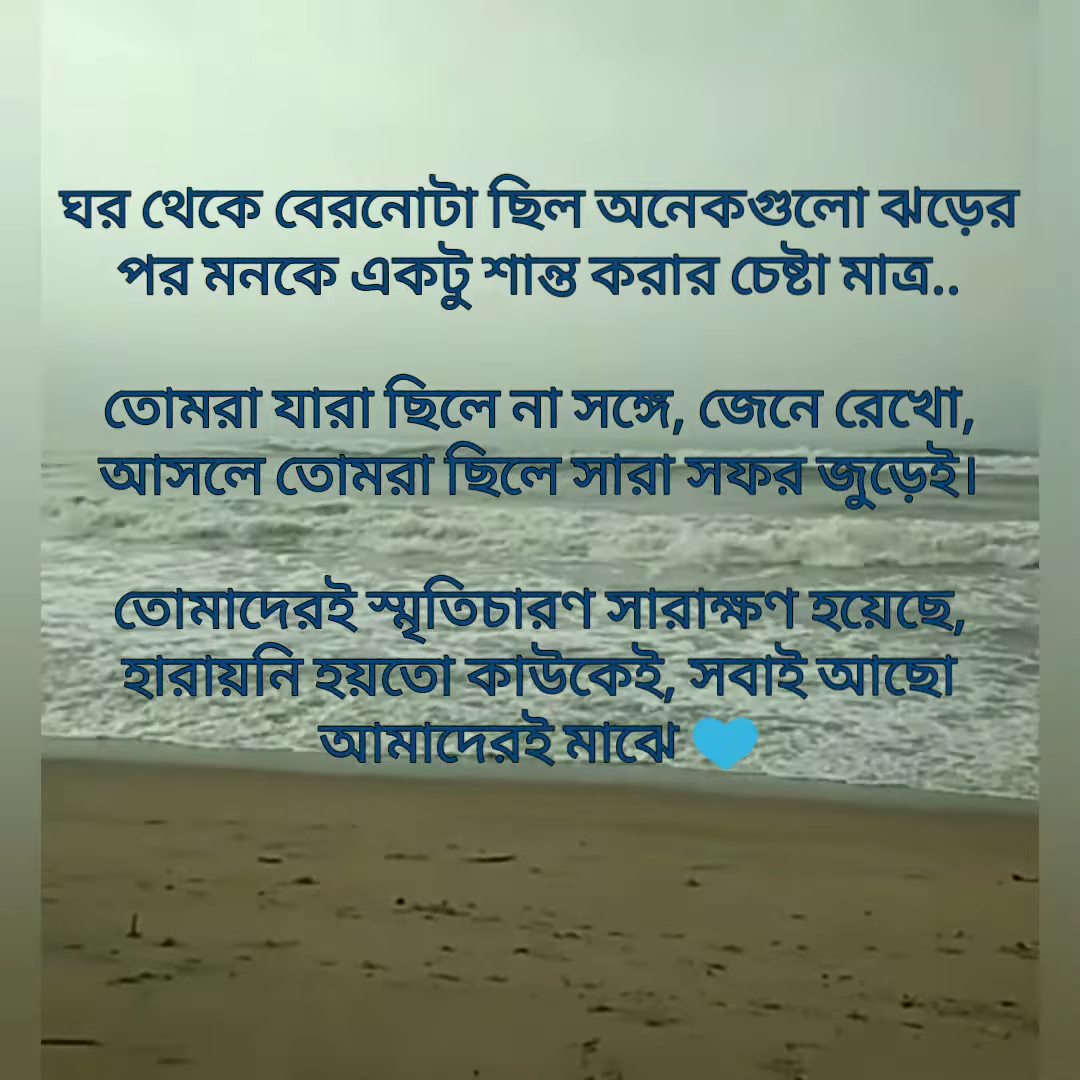 ঘর থেকে বেরনোটা ছিল অনেকগুলো ঝড়ের
পর মনকে একটু শান্ত করার চেষ্টা মাত্র..
তোমরা যারা ছিলে না সঙ্গে, জেনে রেখো,
আসলে তোমরা ছিলে সারা সফর জুড়েই।
তোমাদেরই স্মৃতিচারণ সারাক্ষণ হয়েছে,
হারায়নি হয়তো কাউকেই, সবাই আছো
আমাদেরই মাঝে 💙